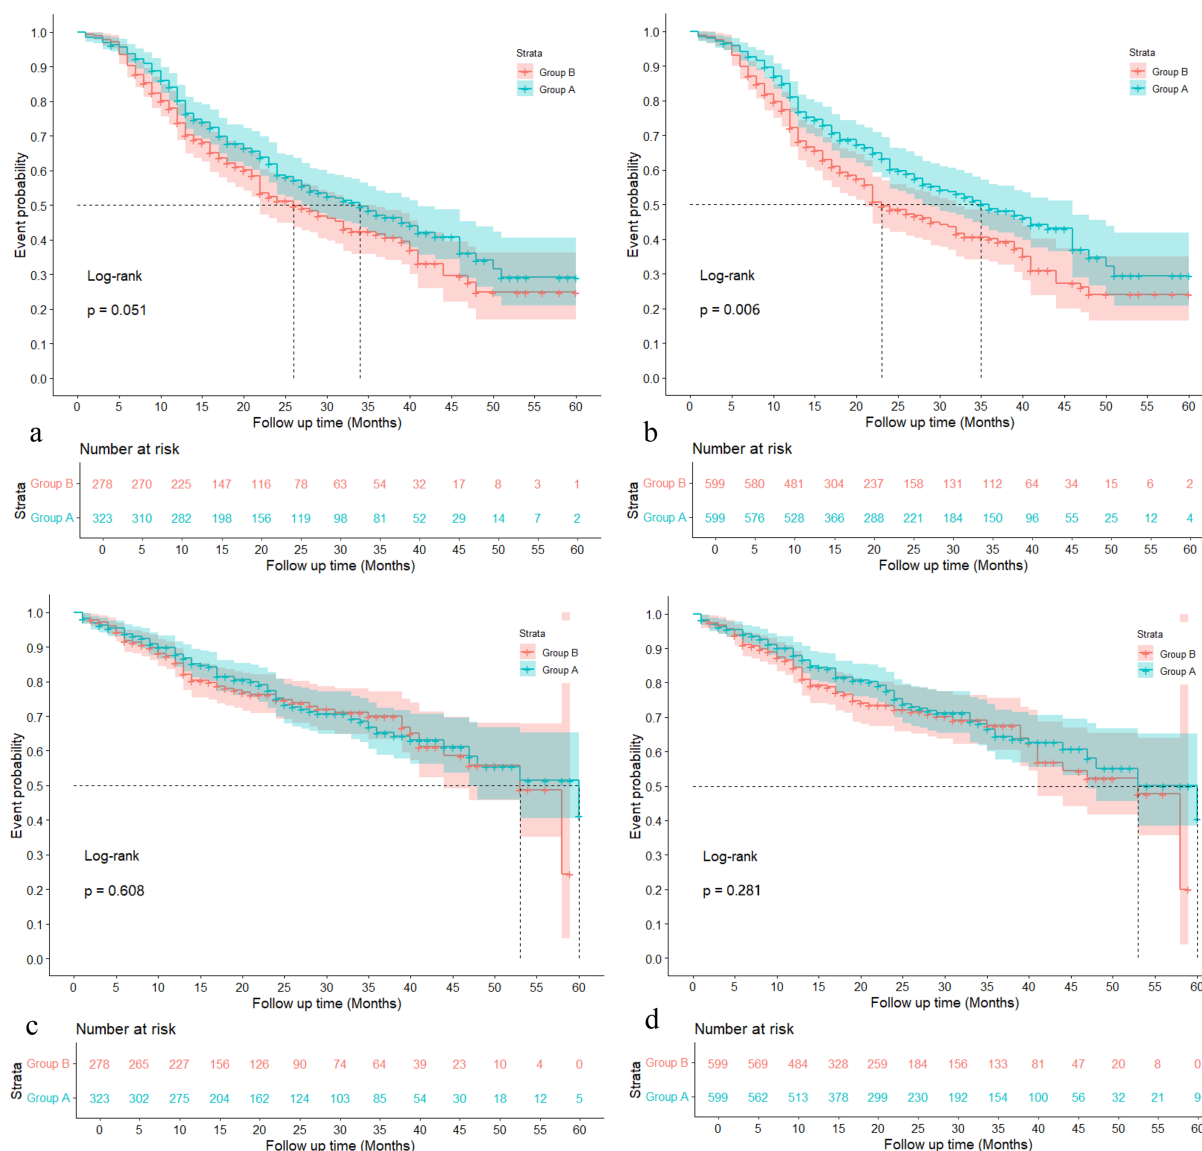 1.0
0.9
0.8
0.7
0.6
0.5
0.4
0.3
0.2
0.1
0.0
Event probability
Strata
Group B
Group A
Log-rank
p = 0.051
0 5 10 15 20 25 30 35 40 45 50 55 60
Follow up time (Months)
a
Number at risk
Strata
Group B 278 270 225 147 116 78 63 54 32 17 8 3 1
Group A 323 310 282 198 156 119 98 81 52 29 14 7 2
0 5 10 15 20 25 30 35 40 45 50 55 60
Follow up time (Months)
1.0
0.9
0.8
0.7
0.6
0.5
0.4
0.3
0.2
0.1
0.0
Event probability
Strata
Group B
Group A
Log-rank
p = 0.006
0 5 10 15 20 25 30 35 40 45 50 55 60
Follow up time (Months)
b
Number at risk
Strata
Group B 599 580 481 304 237 158 131 112 64 34 15 6 2
Group A 599 576 528 366 288 221 184 150 96 55 25 12 4
0 5 10 15 20 25 30 35 40 45 50 55 60
Follow up time (Months)
1.0
0.9
0.8
0.7
0.6
0.5
0.4
0.3
0.2
0.1
0.0
Event probability
Strata
Group B
Group A
Log-rank
p = 0.608
0 5 10 15 20 25 30 35 40 45 50 55 60
Follow up time (Months)
c
Number at risk
Strata
Group B 278 265 227 156 126 90 74 64 39 23 10 4 0
Group A 323 302 275 204 162 124 103 85 54 30 18 12 5
0 5 10 15 20 25 30 35 40 45 50 55 60
Follow up time (Months)
1.0
0.9
0.8
0.7
0.6
0.5
0.4
0.3
0.2
0.1
0.0
Event probability
Strata
Group B
Group A
Log-rank
p = 0.281
0 5 10 15 20 25 30 35 40 45 50 55 60
Follow up time (Months)
d
Number at risk
Strata
Group B 599 569 484 328 259 184 156 133 81 47 20 8 0
Group A 599 562 513 378 299 230 192 154 100 56 32 21 9
0 5 10 15 20 25 30 35 40 45 50 55 60
Follow up time (Months)